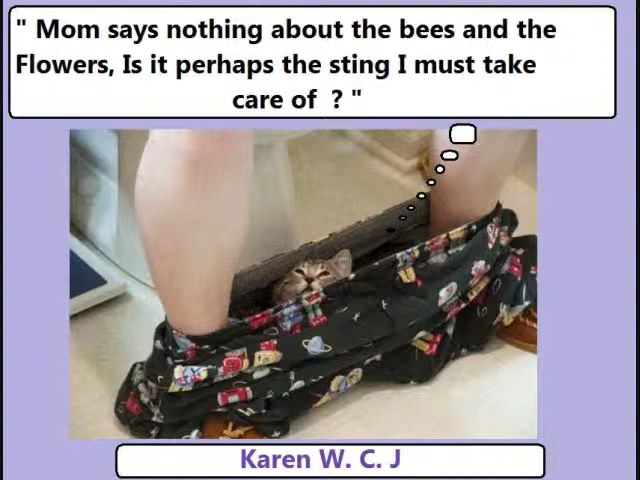 " Mom says nothing about the bees and the
Flowers, Is it perhaps the sting I must take
care of ? "
Karen W. C. J